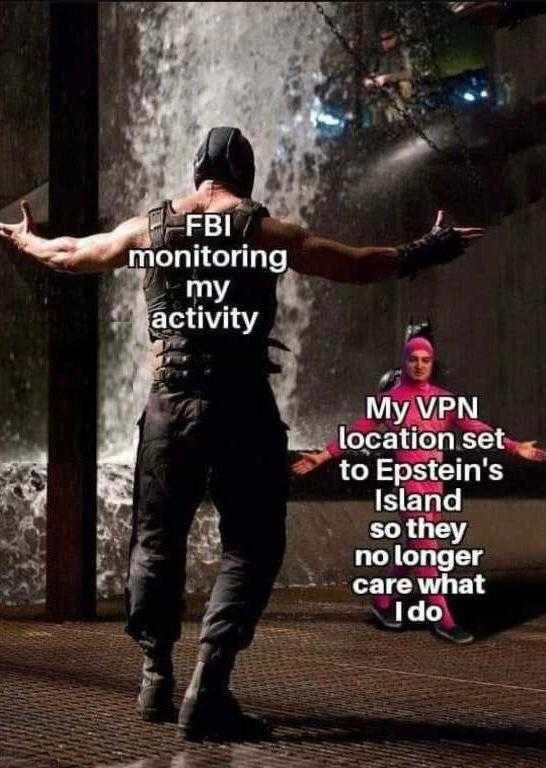 FBI
monitoring
my
activity
My VPN
location set
to Epstein's
Island
so they
no longer
care what
I do